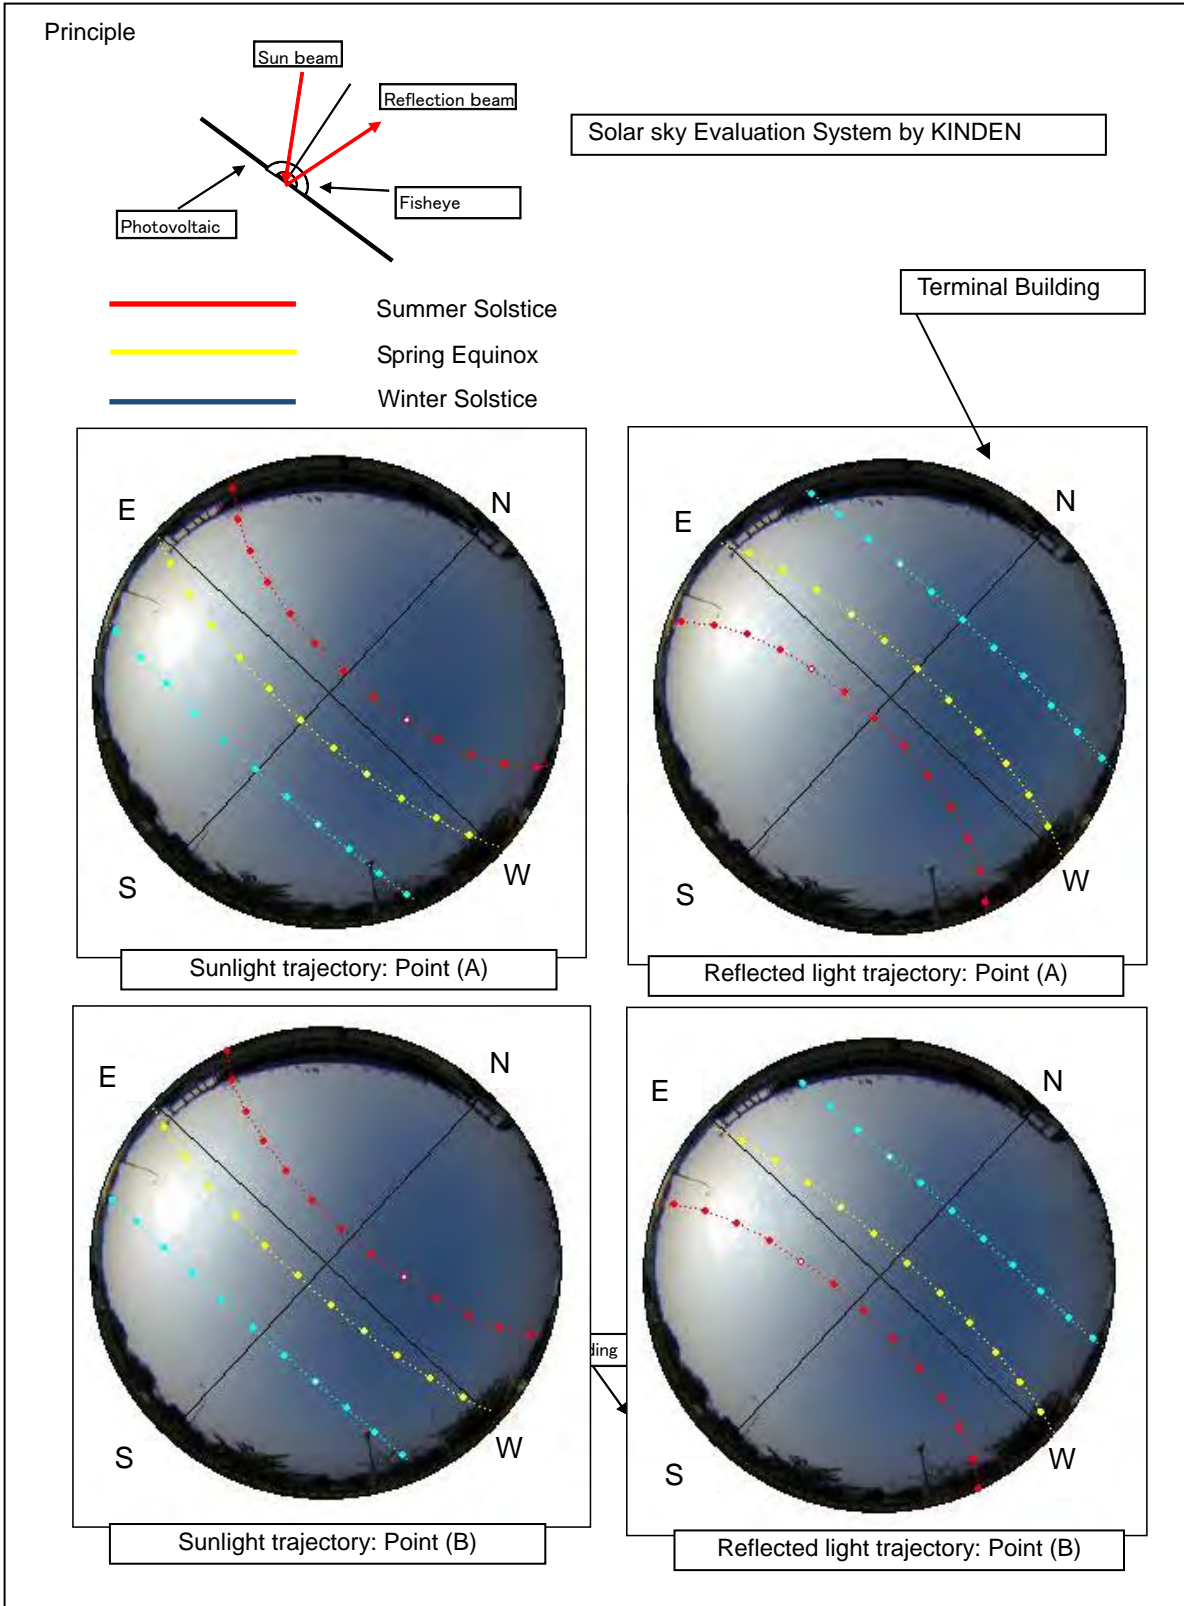 Principle
Sun beam
Reflection beam
Solar sky Evaluation System by KINDEN
Photovoltaic
Fisheye
Terminal Building
Summer Solstice
Spring Equinox
Winter Solstice
E
N
S
W
E
N
S
W
Sunlight trajectory: Point (A)
Reflected light trajectory: Point (A)
E
N
S
W
E
N
S
W
Sunlight trajectory: Point (B)
Reflected light trajectory: Point (B)